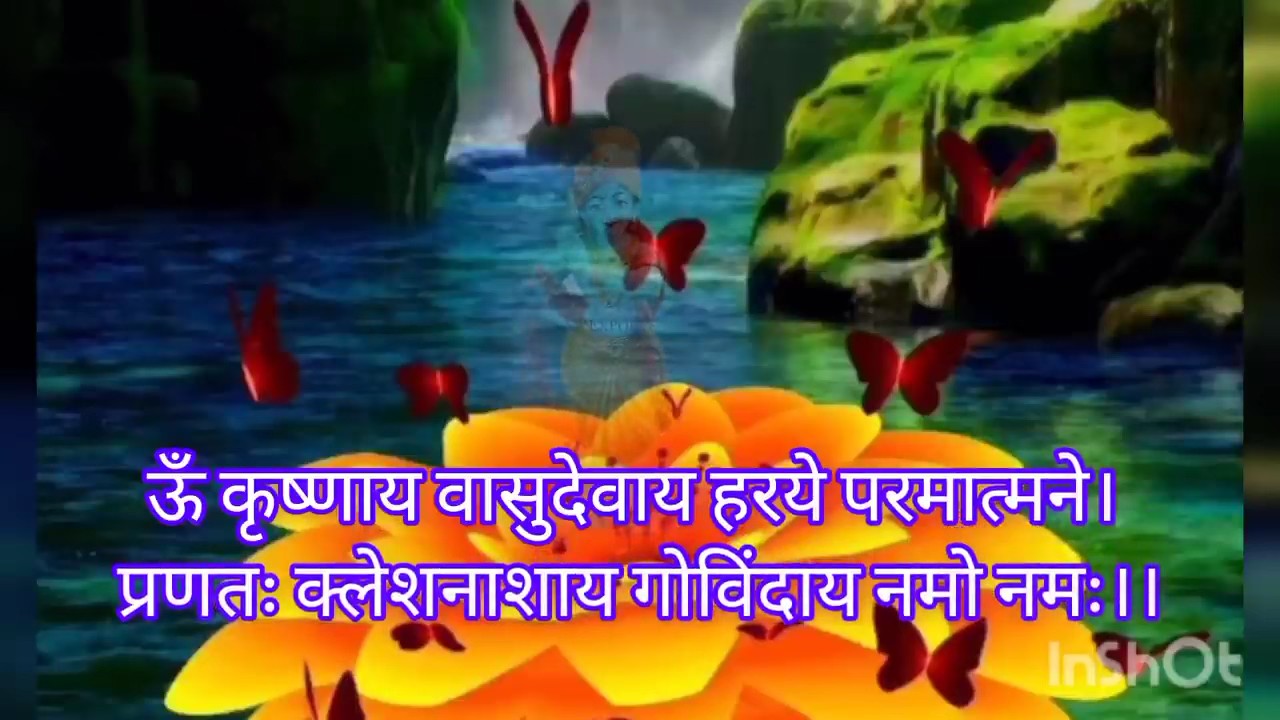 ॐ कृष्णाय वासुदेवाय हरये परमात्मने।
प्रणतः क्लेशनाशाय गोविंदाय नमो नमः।।
InShOt